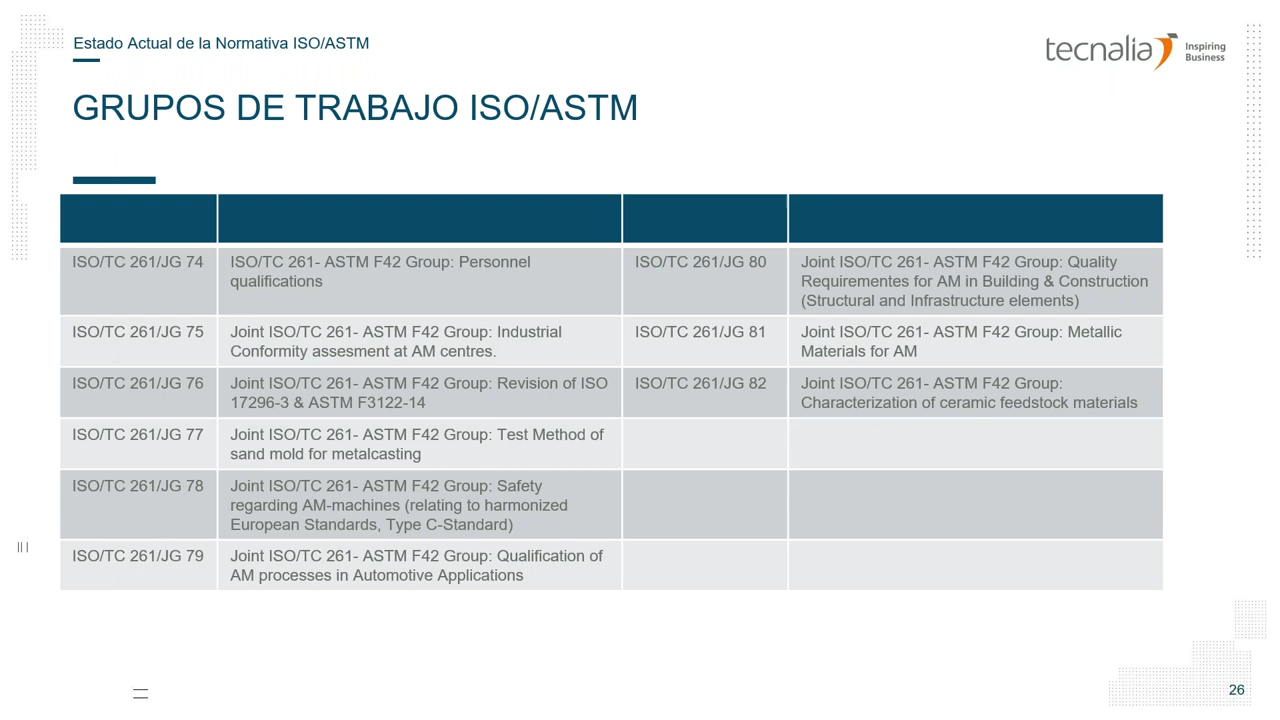 Estado Actual de la Normativa ISO/ASTM
tecnalia
Inspiring
Business
GRUPOS DE TRABAJO ISO/ASTM
ISO/TC 261/JG 74
ISO/TC 261- ASTM F42 Group: Personnel
qualifications
ISO/TC 261/JG 80
Joint ISO/TC 261- ASTM F42 Group: Quality
Requirementes for AM in Building & Construction
(Structural and Infrastructure elements)
ISO/TC 261/JG 75
Joint ISO/TC 261- ASTM F42 Group: Industrial
Conformity assesment at AM centres.
ISO/TC 261/JG 81
Joint ISO/TC 261- ASTM F42 Group: Metallic
Materials for AM
ISO/TC 261/JG 76
Joint ISO/TC 261- ASTM F42 Group: Revision of ISO
17296-3 & ASTM F3122-14
ISO/TC 261/JG 82
Joint ISO/TC 261- ASTM F42 Group:
Characterization of ceramic feedstock materials
ISO/TC 261/JG 77
Joint ISO/TC 261- ASTM F42 Group: Test Method of
sand mold for metalcasting
ISO/TC 261/JG 78
Joint ISO/TC 261- ASTM F42 Group: Safety
regarding AM-machines (relating to harmonized
European Standards, Type C-Standard)
ISO/TC 261/JG 79
Joint ISO/TC 261- ASTM F42 Group: Qualification of
AM processes in Automotive Applications
26